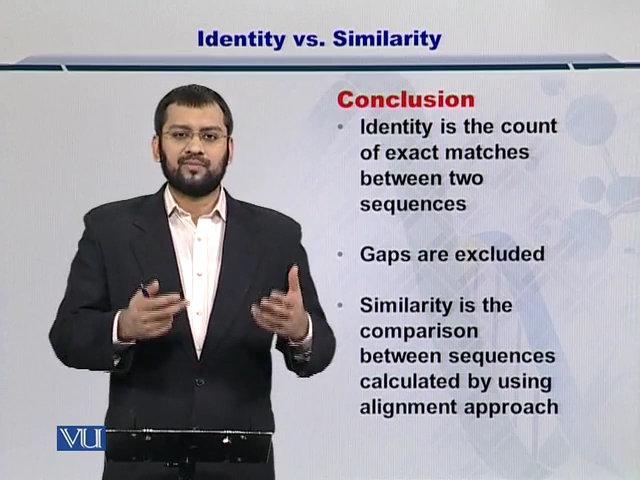 Identity vs. Similarity
Conclusion
• Identity is the count
of exact matches
between two
sequences
• Gaps are excluded
• Similarity is the
comparison
between sequences
calculated by using
alignment approach
VU